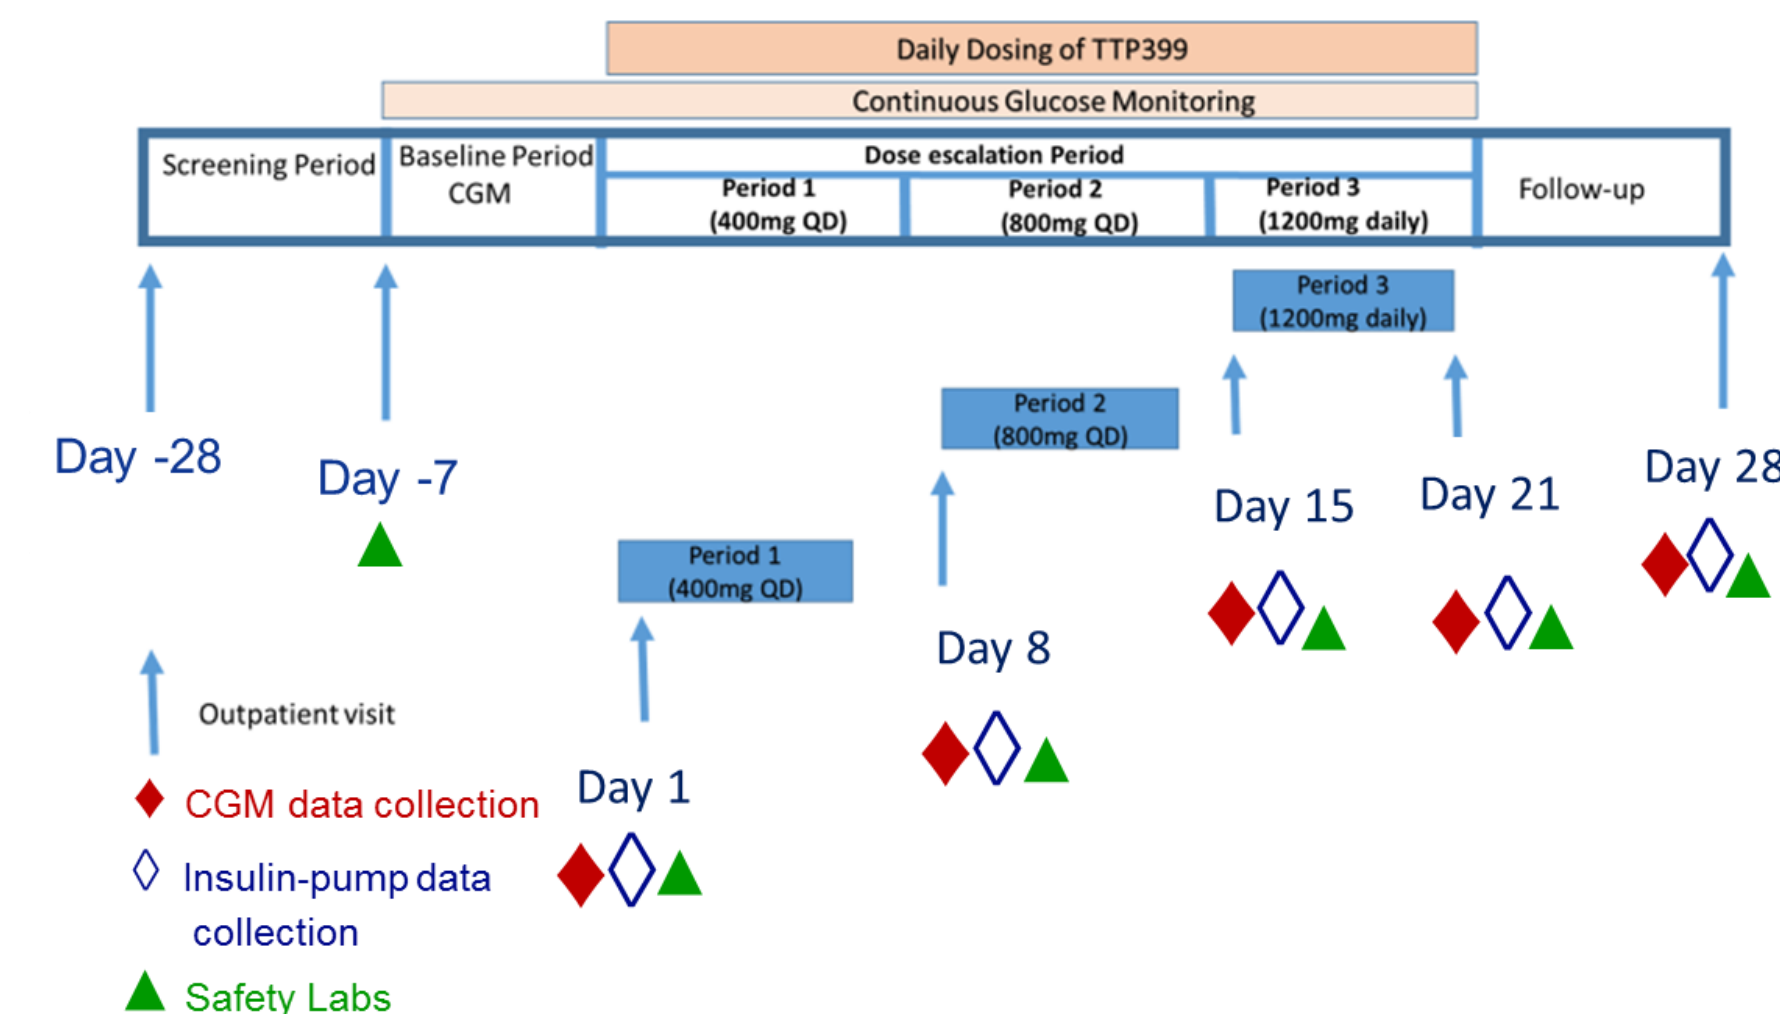 Daily Dosing of TTP399
Continuous Glucose Monitoring
Screening Period
Baseline Period
CGM
Dose escalation Period
Period 1
(400mg QD)
Period 2
(800mg QD)
Period 3
(1200mg daily)
Follow-up
Period 3
(1200mg daily)
Period 2
(800mg QD)
Period 1
(400mg QD)
Day -28
Day -7
Day 1
Day 8
Day 15
Day 21
Day 28
Outpatient visit
CGM data collection
Insulin-pump data
collection
Safety Labs